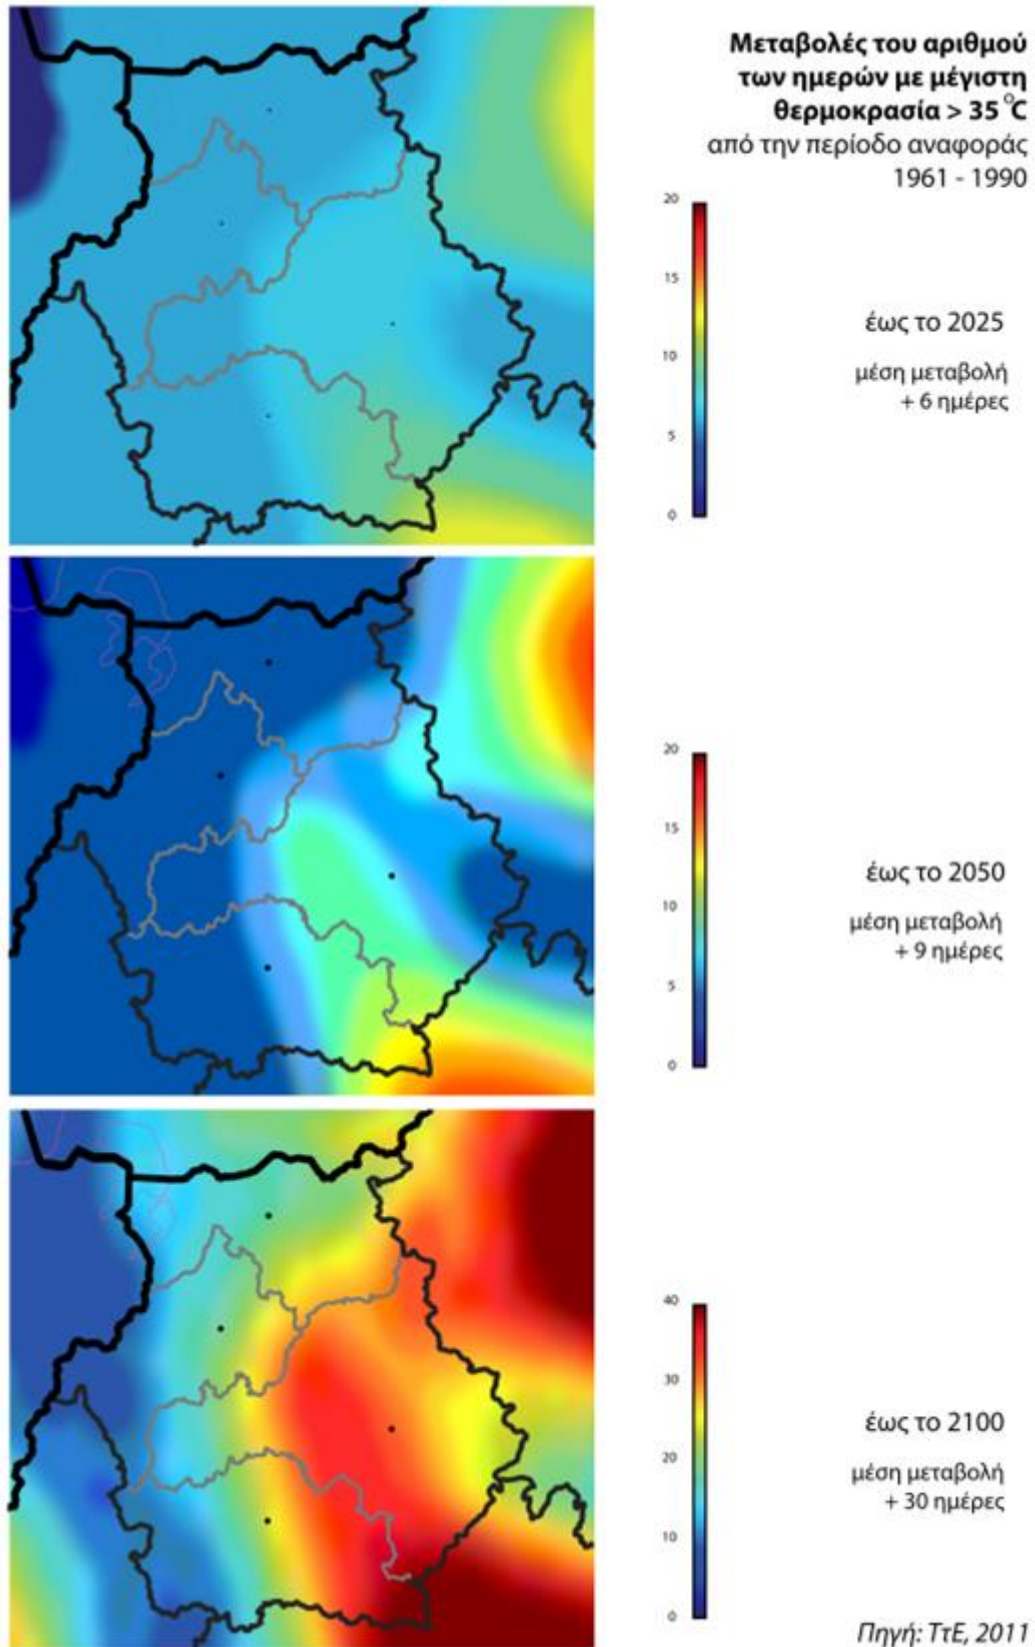 Μεταβολές του αριθμού
των ημερών με μέγιστη
θερμοκρασία > 35 °C
από την περίοδο αναφοράς
1961 - 1990
20
15
10
5
0
έως το 2025
μέση μεταβολή
+ 6 ημέρες
20
15
10
5
0
έως το 2050
μέση μεταβολή
+ 9 ημέρες
40
30
20
10
0
έως το 2100
μέση μεταβολή
+ 30 ημέρες
Πηγή: ΤτΕ, 2011